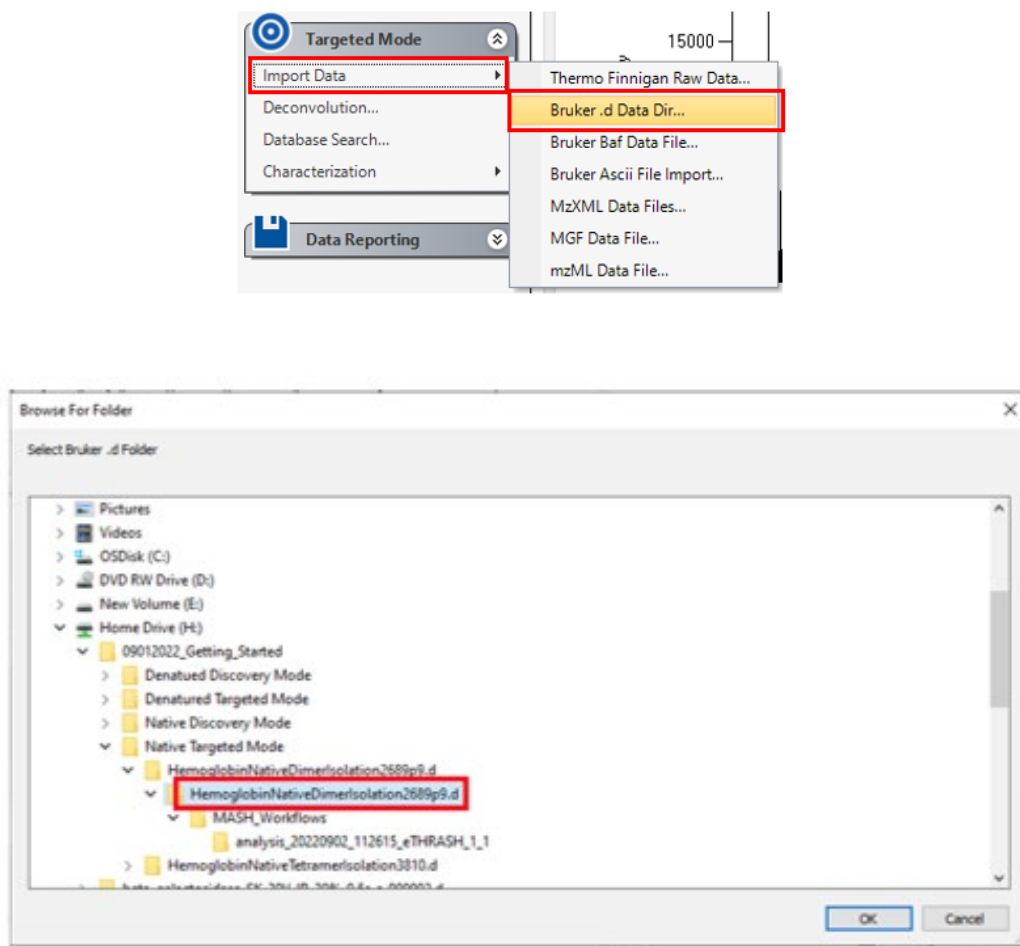 Targeted Mode
15000
Import Data
Thermo Finnigan Raw Data...
Deconvolution...
Bruker .d Data Dir...
Database Search...
Bruker Baf Data File...
Characterization
Bruker Ascii File Import...
MzXML Data Files...
Data Reporting
MGF Data File...
mzML Data File...
Browse For Folder
Select Bruker .d Folder
Pictures
Videos
OSDisk (C:)
DVD RW Drive (D:)
New Volume (E:)
Home Drive (H:)
09012022_Getting_Started
Denatued Discovery Mode
Denatured Targeted Mode
Native Discovery Mode
Native Targeted Mode
HemoglobinNativeDimerIsolation2689p9.d
HemoglobinNativeDimerIsolation2689p9.d
MASH_Workflows
analysis_20220902_112615_eTHRASH_1_1
HemoglobinNativeTetramerIsolation3810.d
OK Cancel